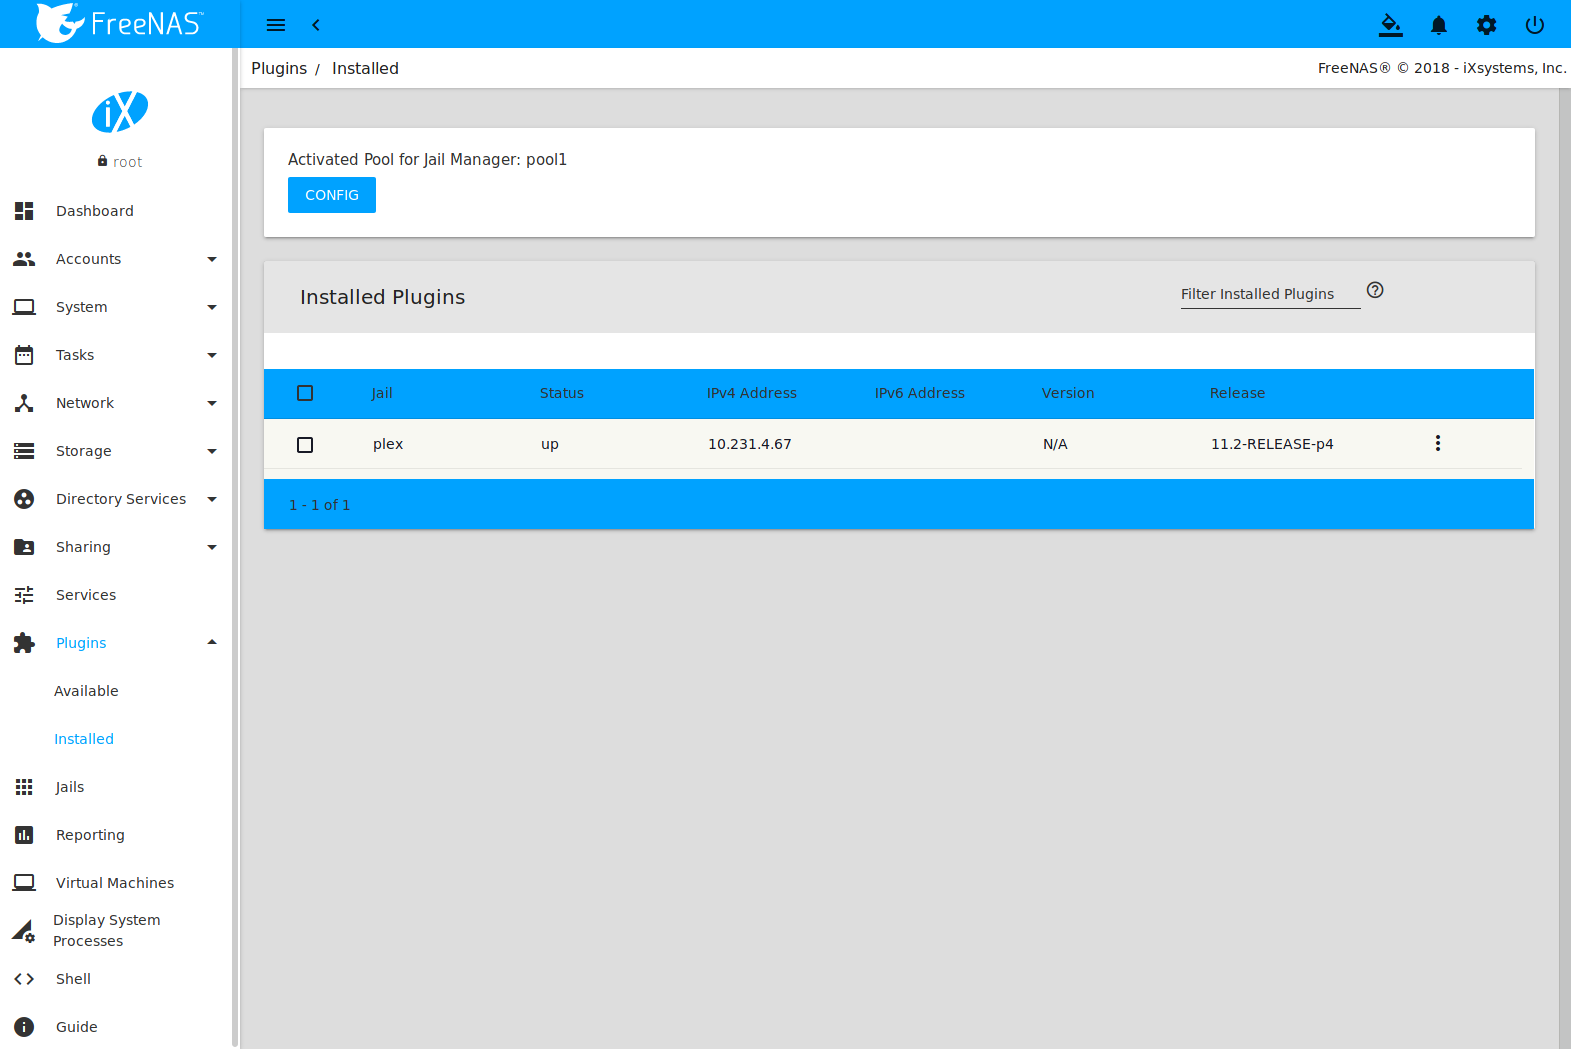 FreeNAS™
Plugins / Installed
FreeNAS® © 2018 - iXsystems, Inc.
iX
root
Dashboard
Accounts
System
Tasks
Network
Storage
Directory Services
Sharing
Services
Plugins
Available
Installed
Jails
Reporting
Virtual Machines
Display System
Processes
Shell
Guide
Activated Pool for Jail Manager: pool1
CONFIG
Installed Plugins
Filter Installed Plugins
Jail Status IPv4 Address IPv6 Address Version Release
plex up 10.231.4.67 N/A 11.2-RELEASE-p4
1 - 1 of 1